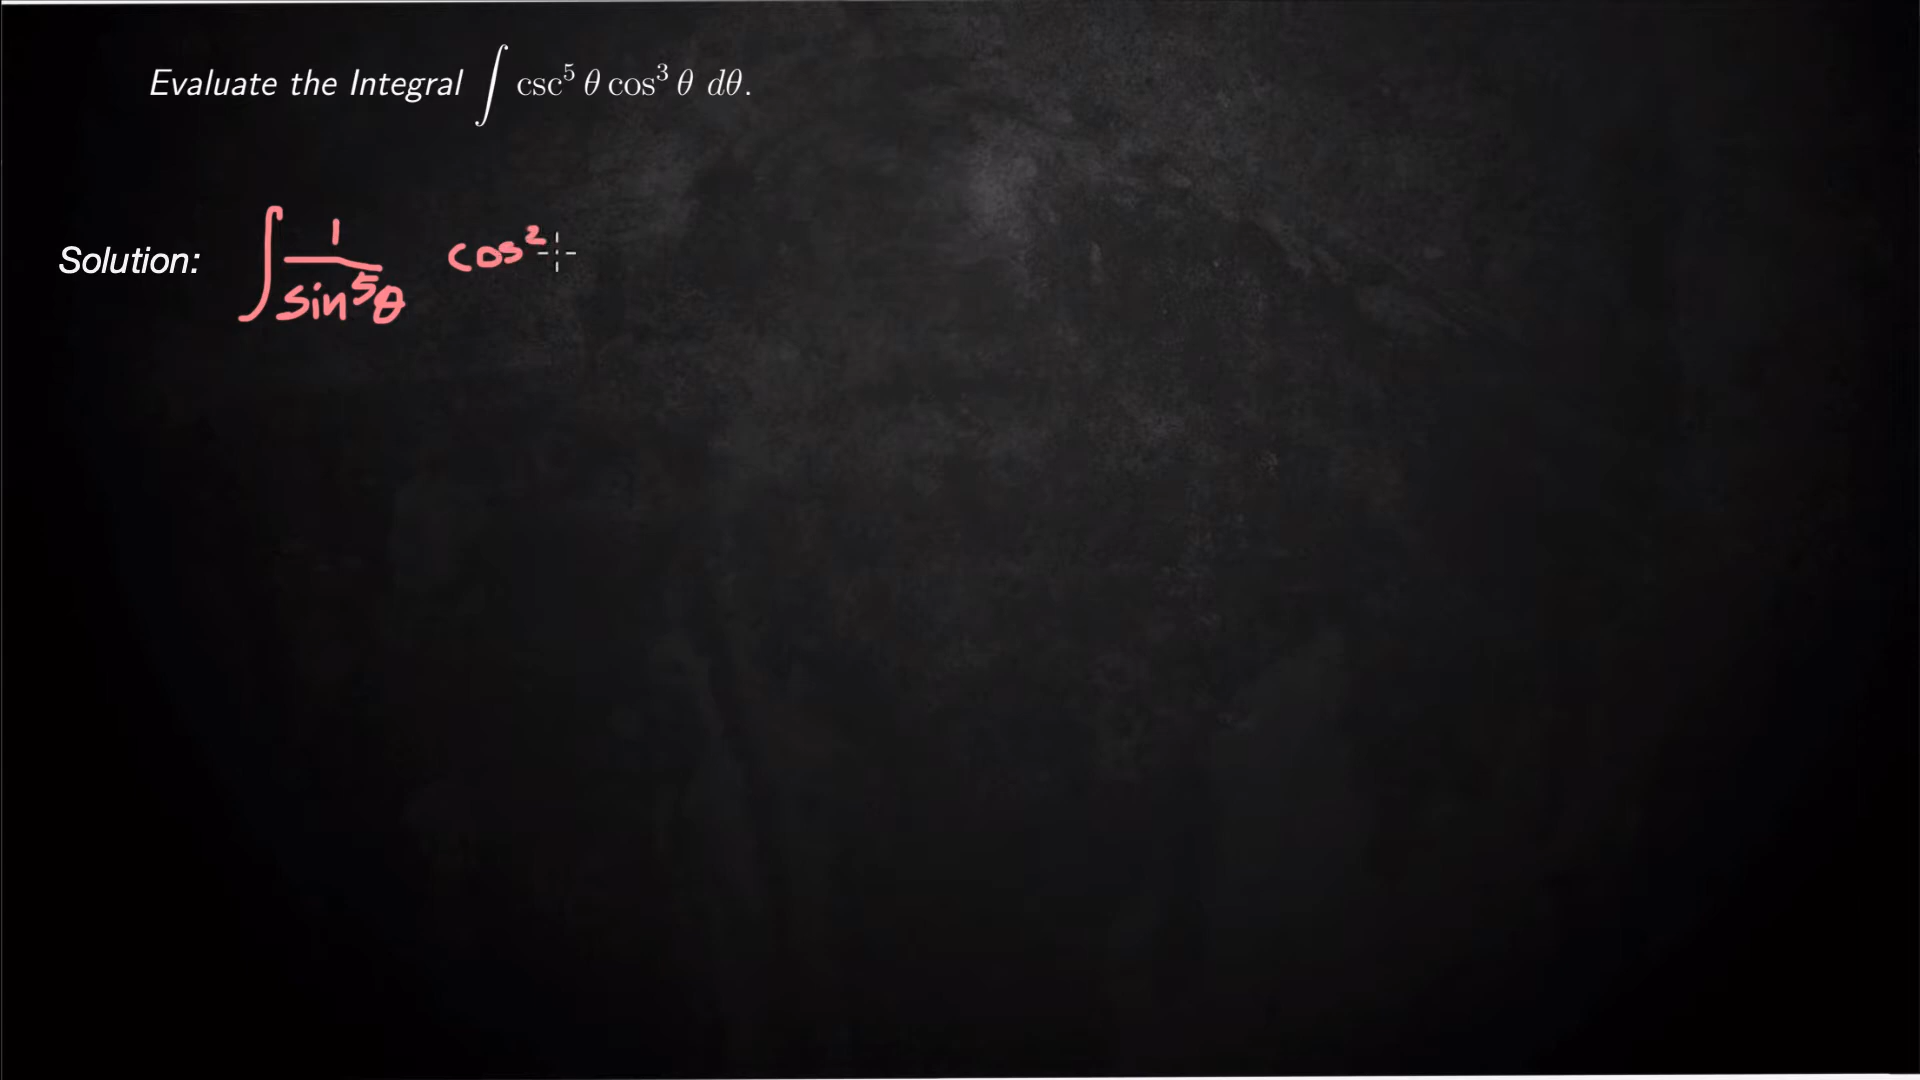 Evaluate the Integral ∫ csc⁵ θ cos³ θ dθ.
Solution: ∫ 1/sin⁵θ cos²